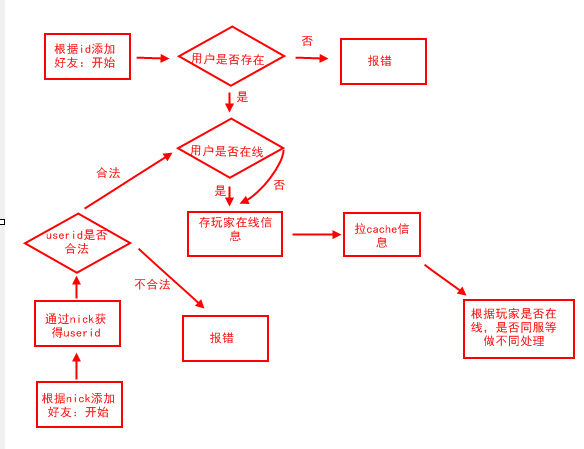 根据id添加
好友：开始
用户是否存在
否
报错
是
用户是否在线
合法
是
否
存玩家在线信
息
拉cache信
息
userid是否
合法
不合法
通过nick获
得userid
报错
根据玩家是否在
线，是否同服等
做不同处理
根据nick添加
好友：开始